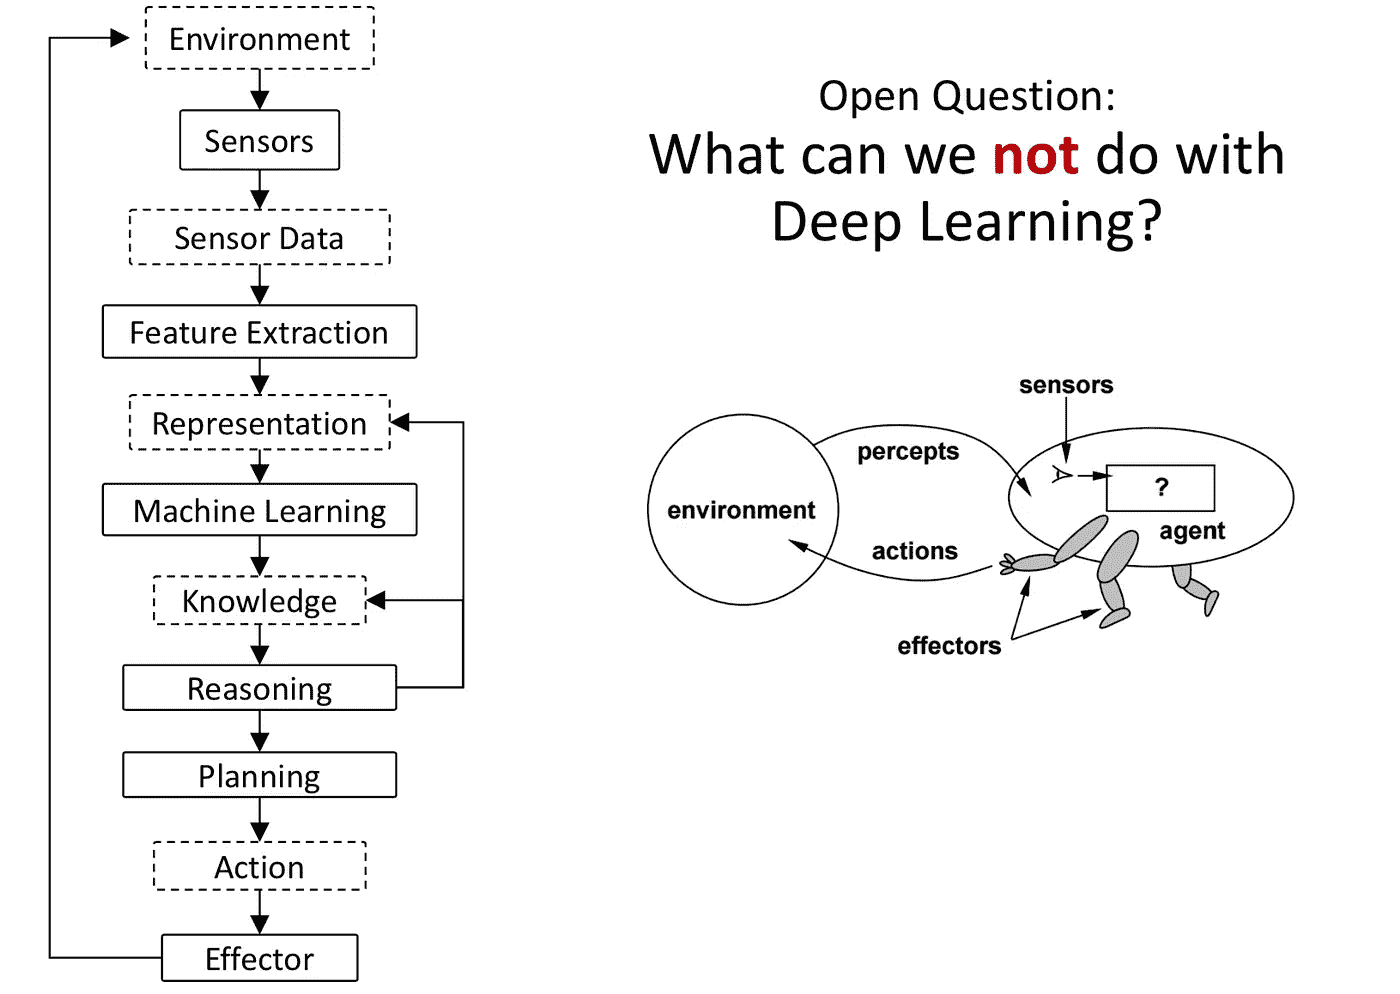 Environment
Sensors
Sensor Data
Feature Extraction
Representation
Machine Learning
Knowledge
Reasoning
Planning
Action
Effector
Open Question:
What can we not do with
Deep Learning?
sensors
percepts
?
environment
agent
actions
effectors